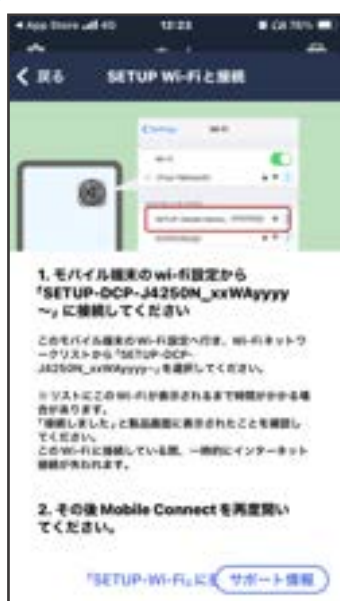 App Store 4G 12:23 76%
戻る SETUP Wi-Fiと接続
Wi-Fi
1. モバイル端末のwi-fi設定から
「SETUP-DCP-J4250N_xxWAyyyy
~」に接続してください
このモバイル端末のWi-Fi設定へ行き、Wi-Fiネットワ
ークリストから「SETUP-DCP-
J4250N_xxWAyyyy~」を選択してください。
※リストにこのWi-Fiが表示されるまで時間がかかる場
合があります。
「接続しました」と製品画面に表示されたことを確認し
てください。
このWi-Fiに接続している間、一時的にインターネット
接続が失われます。
2. その後Mobile Connectを再度開い
てください。
「SETUP-Wi-Fi」に
サポート情報